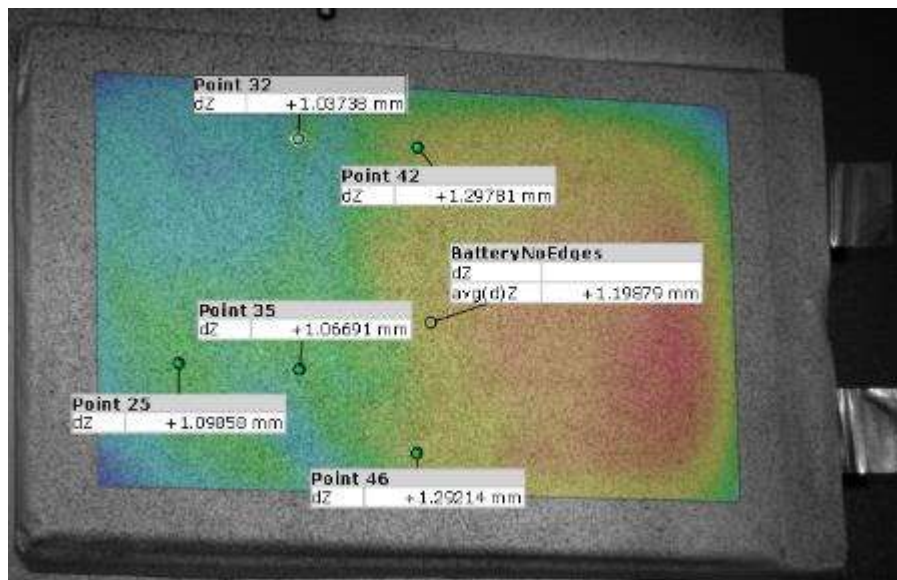 Point 32
dZ +1.03738 mm
Point 42
dZ +1.29781 mm
BatteryNoEdges
dZ
avg(d)Z +1.19879 mm
Point 35
dZ +1.06691 mm
Point 25
dZ +1.09858 mm
Point 46
dZ +1.29214 mm